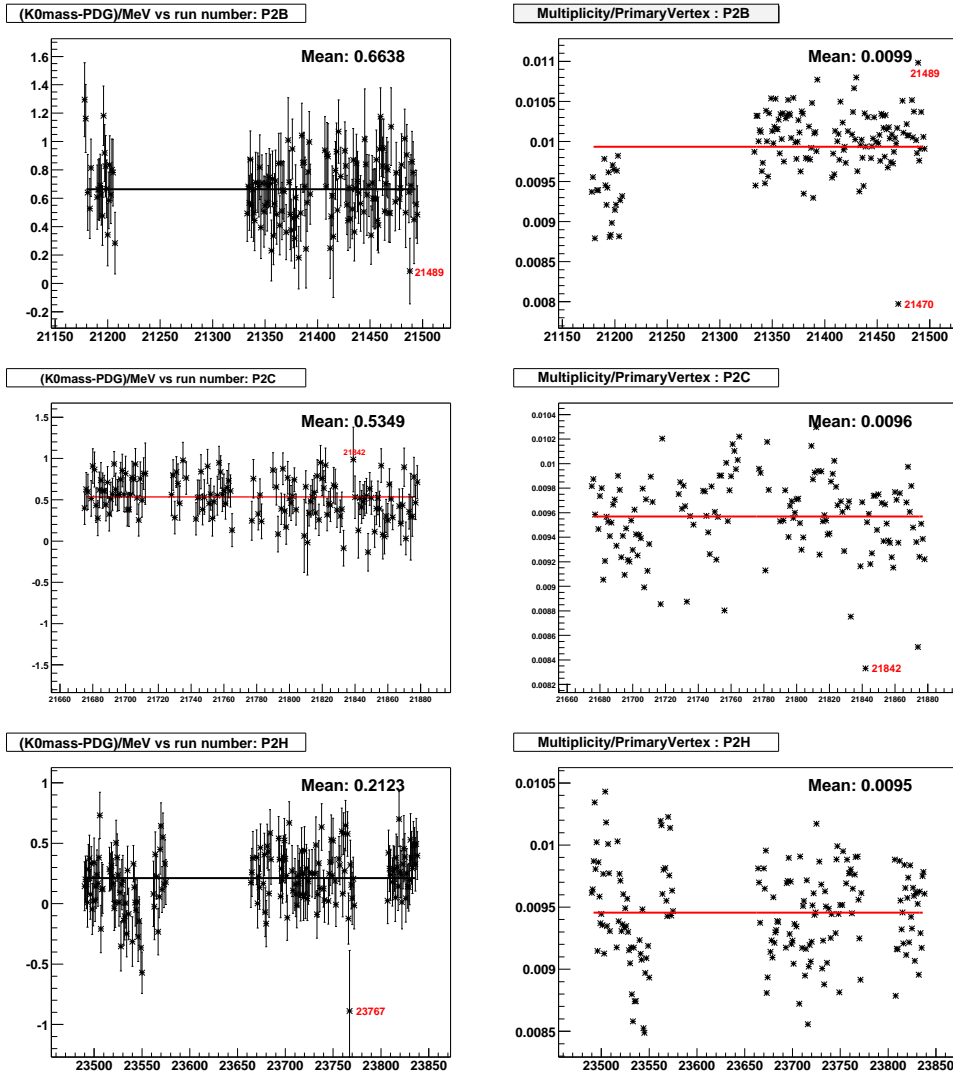 (K0mass-PDG)/MeV vs run number: P2B
Mean: 0.6638
1.6
1.4
1.2
1
0.8
0.6
0.4
0.2
0
-0.2
21489
21150 21200 21250 21300 21350 21400 21450 21500
Multiplicity/PrimaryVertex : P2B
Mean: 0.0099
0.011
0.0105
0.01
0.0095
0.009
0.0085
0.008
21489
21470
21150 21200 21250 21300 21350 21400 21450 21500
(K0mass-PDG)/MeV vs run number: P2C
Mean: 0.5349
1.5
1
0.5
0
-0.5
-1
-1.5
21842
21660 21680 21700 21720 21740 21760 21780 21800 21820 21840 21860 21880
Multiplicity/PrimaryVertex : P2C
Mean: 0.0096
0.0104
0.0102
0.01
0.0098
0.0096
0.0094
0.0092
0.009
0.0088
0.0086
0.0084
0.0082
21842
21660 21680 21700 21720 21740 21760 21780 21800 21820 21840 21860 21880
(K0mass-PDG)/MeV vs run number: P2H
Mean: 0.2123
1
0.5
0
-0.5
-1
23767
23500 23550 23600 23650 23700 23750 23800 23850
Multiplicity/PrimaryVertex : P2H
Mean: 0.0095
0.0105
0.01
0.0095
0.009
0.0085
23500 23550 23600 23650 23700 23750 23800 23850